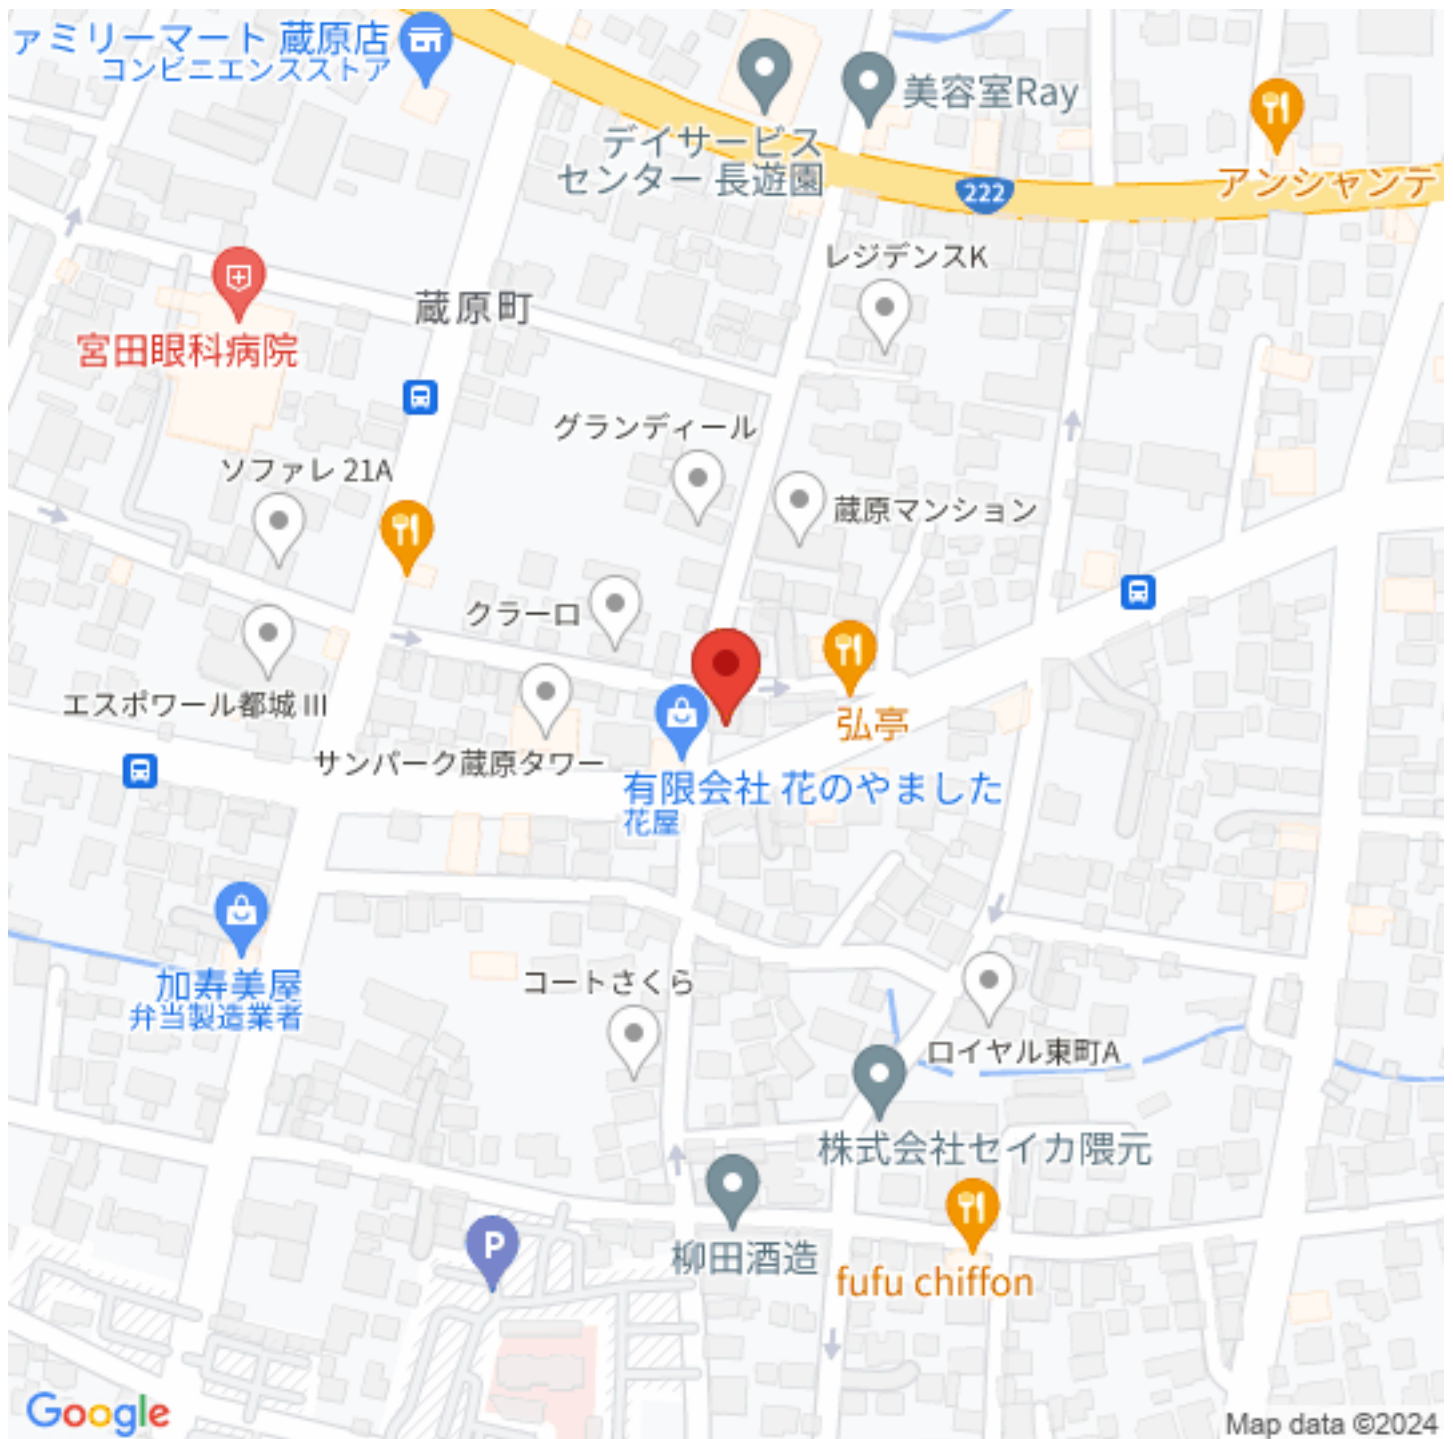 ァミリーマート 蔵原店
コンビニエンスストア
美容室Ray
デイサービス
センター 長遊園
222
アンシャンテ
レジデンスK
蔵原町
宮田眼科病院
グランディール
ソファレ 21A
蔵原マンション
クラーロ
エスポワール都城 III
弘亭
サンパーク蔵原タワー
有限会社 花のやました
花屋
加寿美屋
弁当製造業者
コートさくら
ロイヤル東町A
株式会社セイカ隈元
柳田酒造
P
fufu chiffon
Google
Map data ©2024